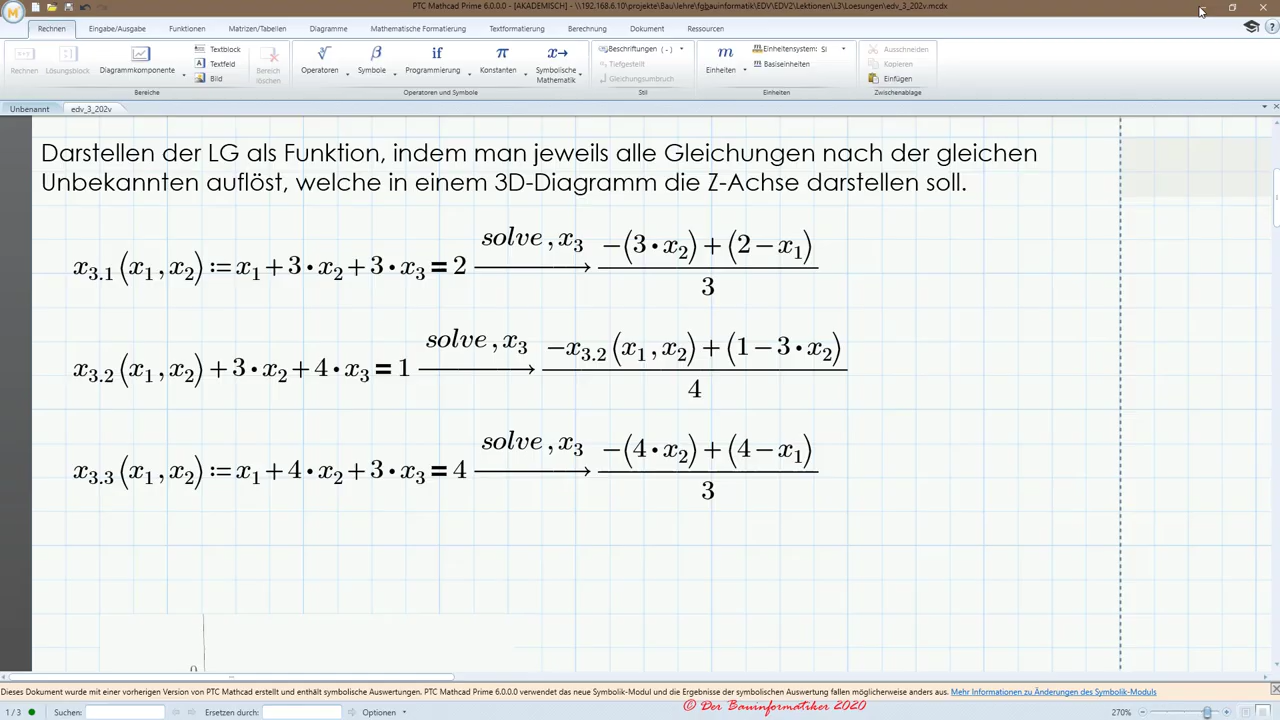 PTC Mathcad Prime 6.0.0.0 - [AKADEMISCH] - \\192.168.6.10\projekte\Bau\lehre\fgbauinformatik\EDV\EDV2\Lektionen\L3\Loesungen\edv_3_202v.mcdx
Rechnen Eingabe/Ausgabe Funktionen Matrizen/Tabellen Diagramme Mathematische Formatierung Textformatierung Berechnung Dokument Ressourcen
Rechnen Lösungsblock Diagrammkomponente Textblock Textfeld Bild Bereich löschen
Operatoren Symbole Programmierung Konstanten Symbolische Mathematik
Beschriftungen ( - ) Tiefgestellt Gleichungsumbruch
Einheiten Einheitensystem: SI Basiseinheiten
Ausschneiden Kopieren Einfügen
Bereiche Operatoren und Symbole Stil Einheiten Zwischenablage
Unbenannt edv_3_202v
Darstellen der LG als Funktion, indem man jeweils alle Gleichungen nach der gleichen
Unbekannten auflöst, welche in einem 3D-Diagramm die Z-Achse darstellen soll.
x₃.₁(x₁,x₂):=x₁+3·x₂+3·x₃=2 solve,x₃ → (-(3·x₂)+(2-x₁))/3
x₃.₂(x₁,x₂)+3·x₂+4·x₃=1 solve,x₃ → (-x₃.₂(x₁,x₂)+(1-3·x₂))/4
x₃.₃(x₁,x₂):=x₁+4·x₂+3·x₃=4 solve,x₃ → (-(4·x₂)+(4-x₁))/3
Dieses Dokument wurde mit einer vorherigen Version von PTC Mathcad erstellt und enthält symbolische Auswertungen. PTC Mathcad Prime 6.0.0.0 verwendet das neue Symbolik-Modul und die Ergebnisse der symbolischen Auswertung fallen möglicherweise anders aus. Mehr Informationen zu Änderungen des Symbolik-Moduls
1 / 3 Suchen: Ersetzen durch: Optionen 270%
© Der Bauinformatiker 2020